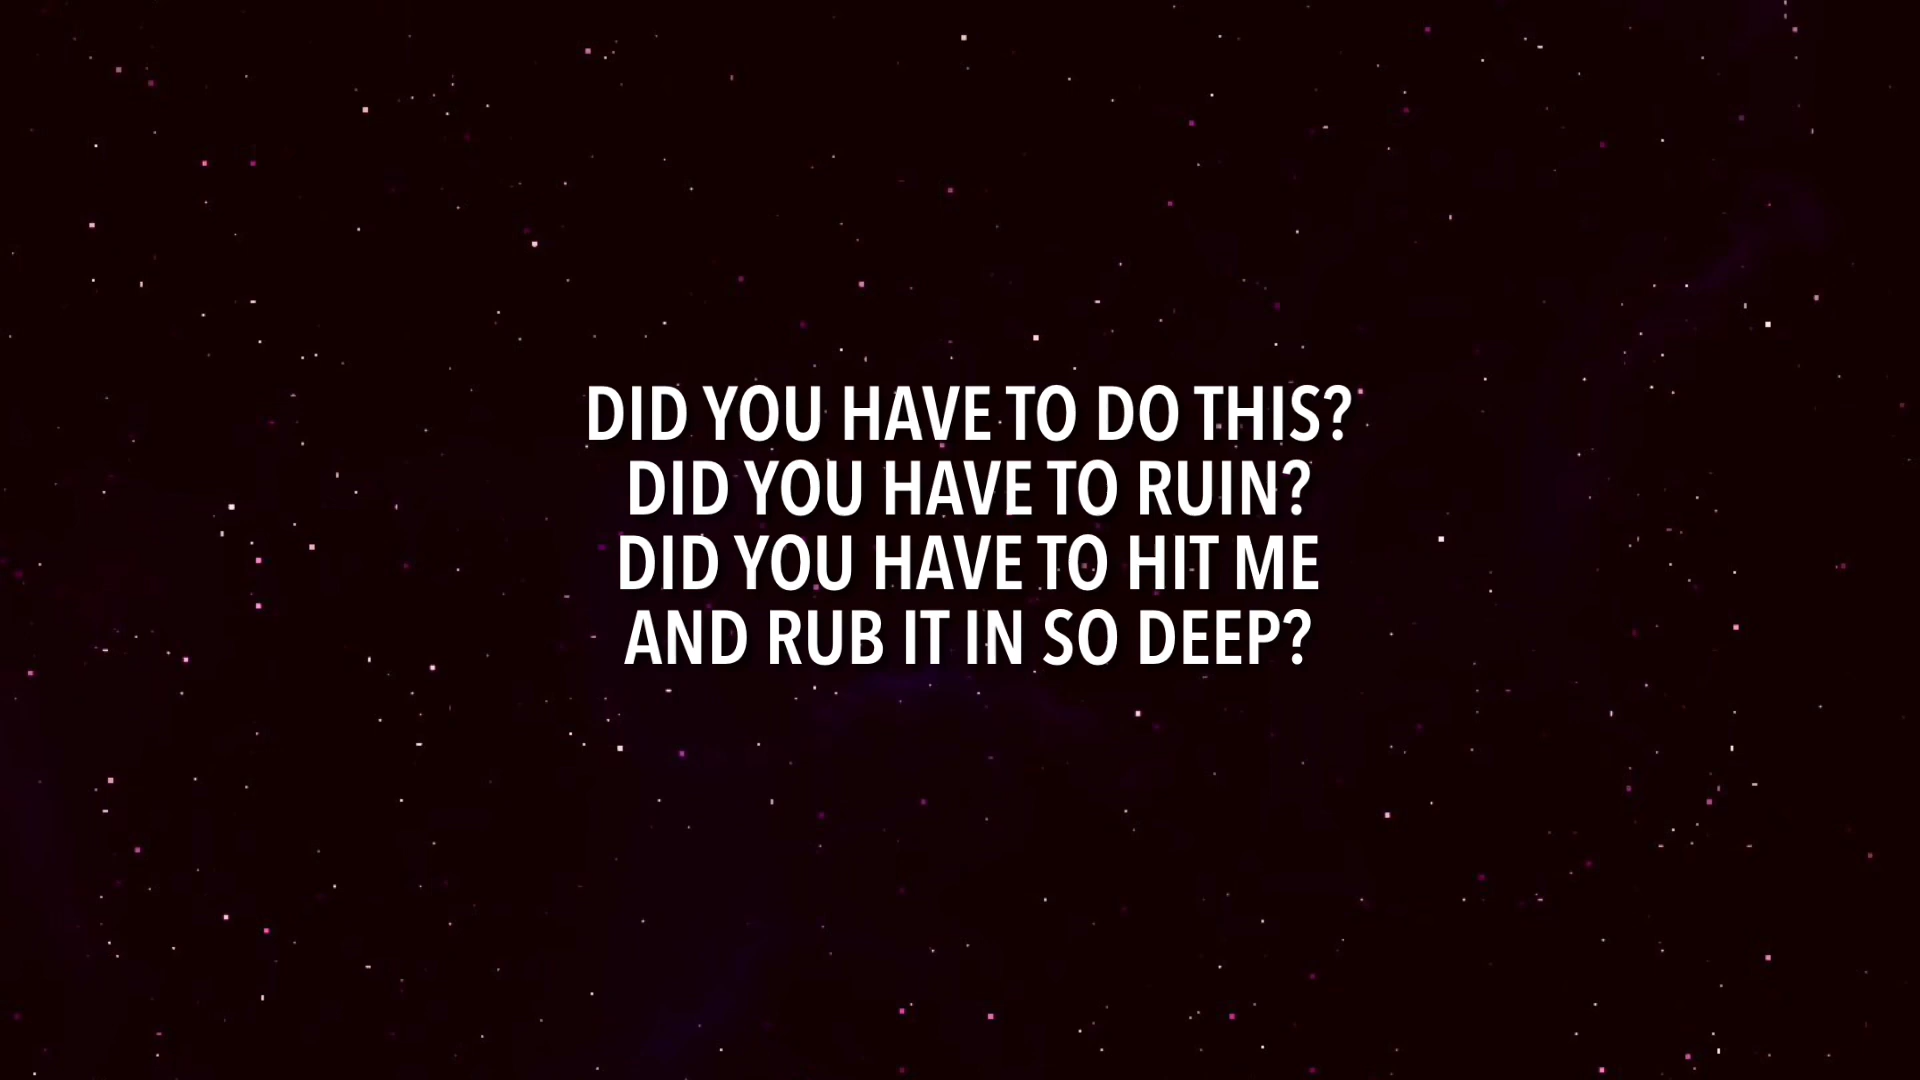 DID YOU HAVE TO DO THIS?
DID YOU HAVE TO RUIN?
DID YOU HAVE TO HIT ME
AND RUB IT IN SO DEEP?